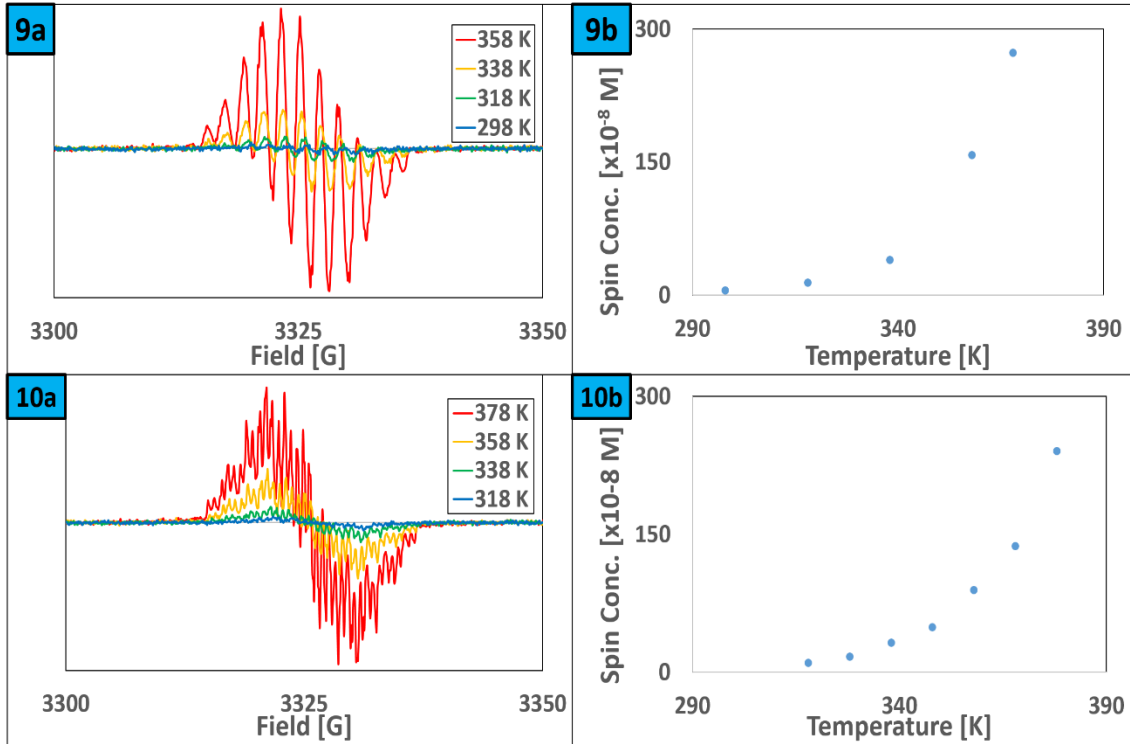 9a
358 K
338 K
318 K
298 K
3300
3325
3350
Field [G]
9b
300
150
0
Spin Conc. [x10⁻⁸ M]
290
340
390
Temperature [K]
10a
378 K
358 K
338 K
318 K
3300
3325
3350
Field [G]
10b
300
150
0
Spin Conc. [x10-8 M]
290
340
390
Temperature [K]